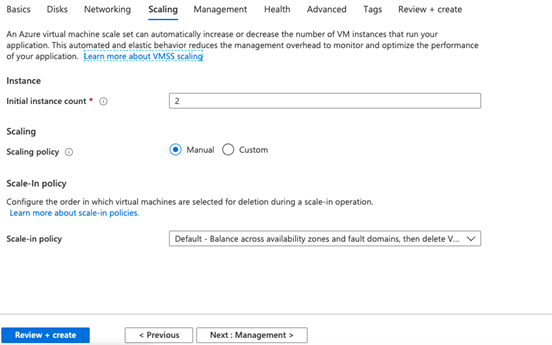 Basics Disks Networking Scaling Management Health Advanced Tags Review + create
An Azure virtual machine scale set can automatically increase or decrease the number of VM instances that run your
application. This automated and elastic behavior reduces the management overhead to monitor and optimize the performance
of your application. Learn more about VMSS scaling
Instance
Initial instance count *
2
Scaling
Scaling policy
Manual Custom
Scale-In policy
Configure the order in which virtual machines are selected for deletion during a scale-in operation.
Learn more about scale-in policies.
Scale-in policy
Default - Balance across availability zones and fault domains, then delete V...
Review + create < Previous Next : Management >